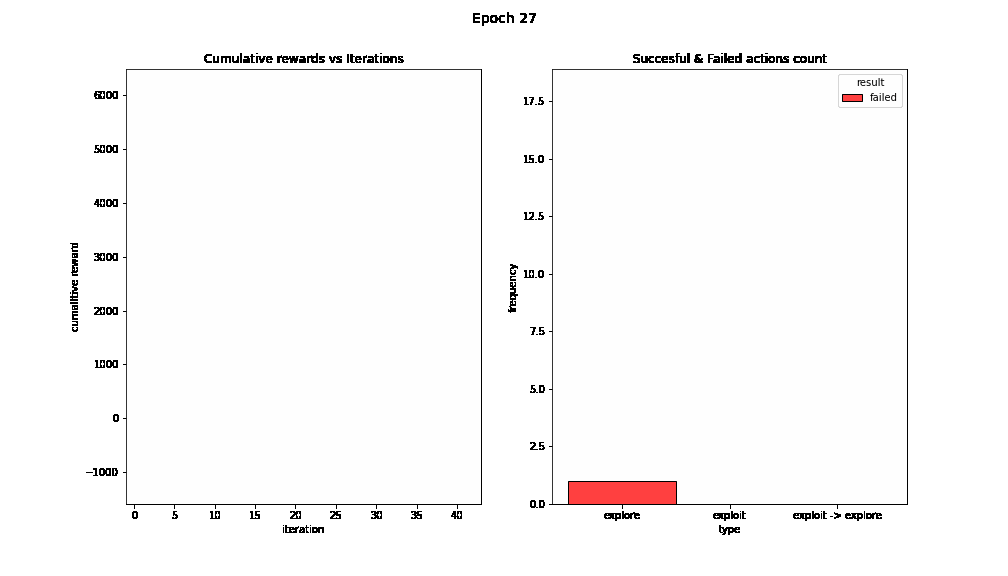 Epoch 27
Cumulative rewards vs Iterations
6000
5000
4000
3000
2000
1000
0
−1000
cumalitive reward
0 5 10 15 20 25 30 35 40
iteration
Succesful & Failed actions count
result
failed
17.5
15.0
12.5
10.0
7.5
5.0
2.5
0.0
frequency
explore exploit exploit -> explore
type